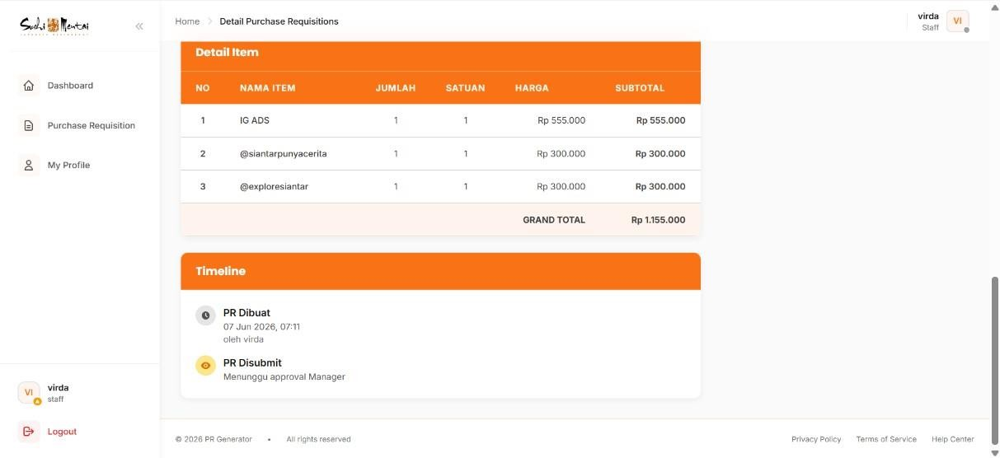 Sushi Mentai
Home > Detail Purchase Requisitions
virda
Staff
VI
Dashboard
Purchase Requisition
My Profile
VI
virda
staff
Logout
Detail Item
NO NAMA ITEM JUMLAH SATUAN HARGA SUBTOTAL
1 IG ADS 1 1 Rp 555.000 Rp 555.000
2 @siantarpunyacerita 1 1 Rp 300.000 Rp 300.000
3 @exploresiantar 1 1 Rp 300.000 Rp 300.000
GRAND TOTAL Rp 1.155.000
Timeline
PR Dibuat
07 Jun 2026, 07:11
oleh virda
PR Disubmit
Menunggu approval Manager
© 2026 PR Generator • All rights reserved
Privacy Policy Terms of Service Help Center